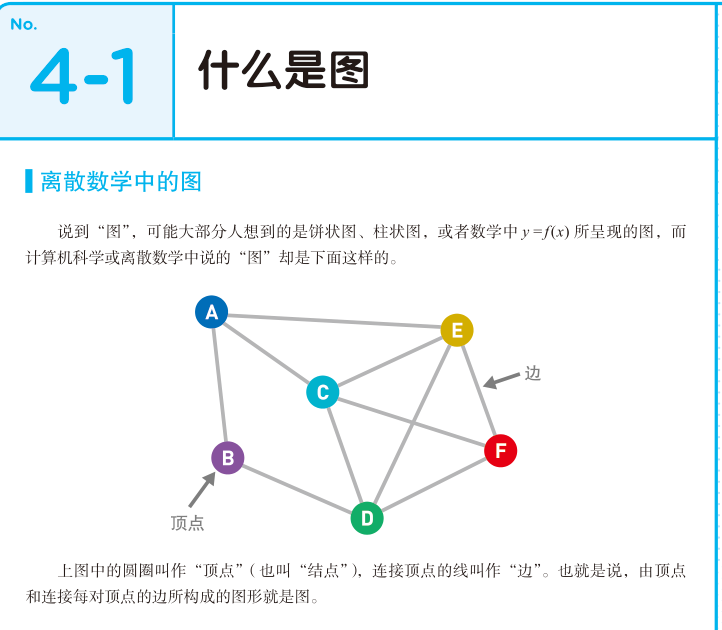 No.
4-1
什么是图
离散数学中的图
说到“图”，可能大部分人想到的是饼状图、柱状图，或者数学中 y=f(x) 所呈现的图，而
计算机科学或离散数学中说的“图”却是下面这样的。
A
E
边
C
F
B
顶点
D
上图中的圆圈叫作“顶点”（也叫“结点”），连接顶点的线叫作“边”。也就是说，由顶点
和连接每对顶点的边所构成的图形就是图。